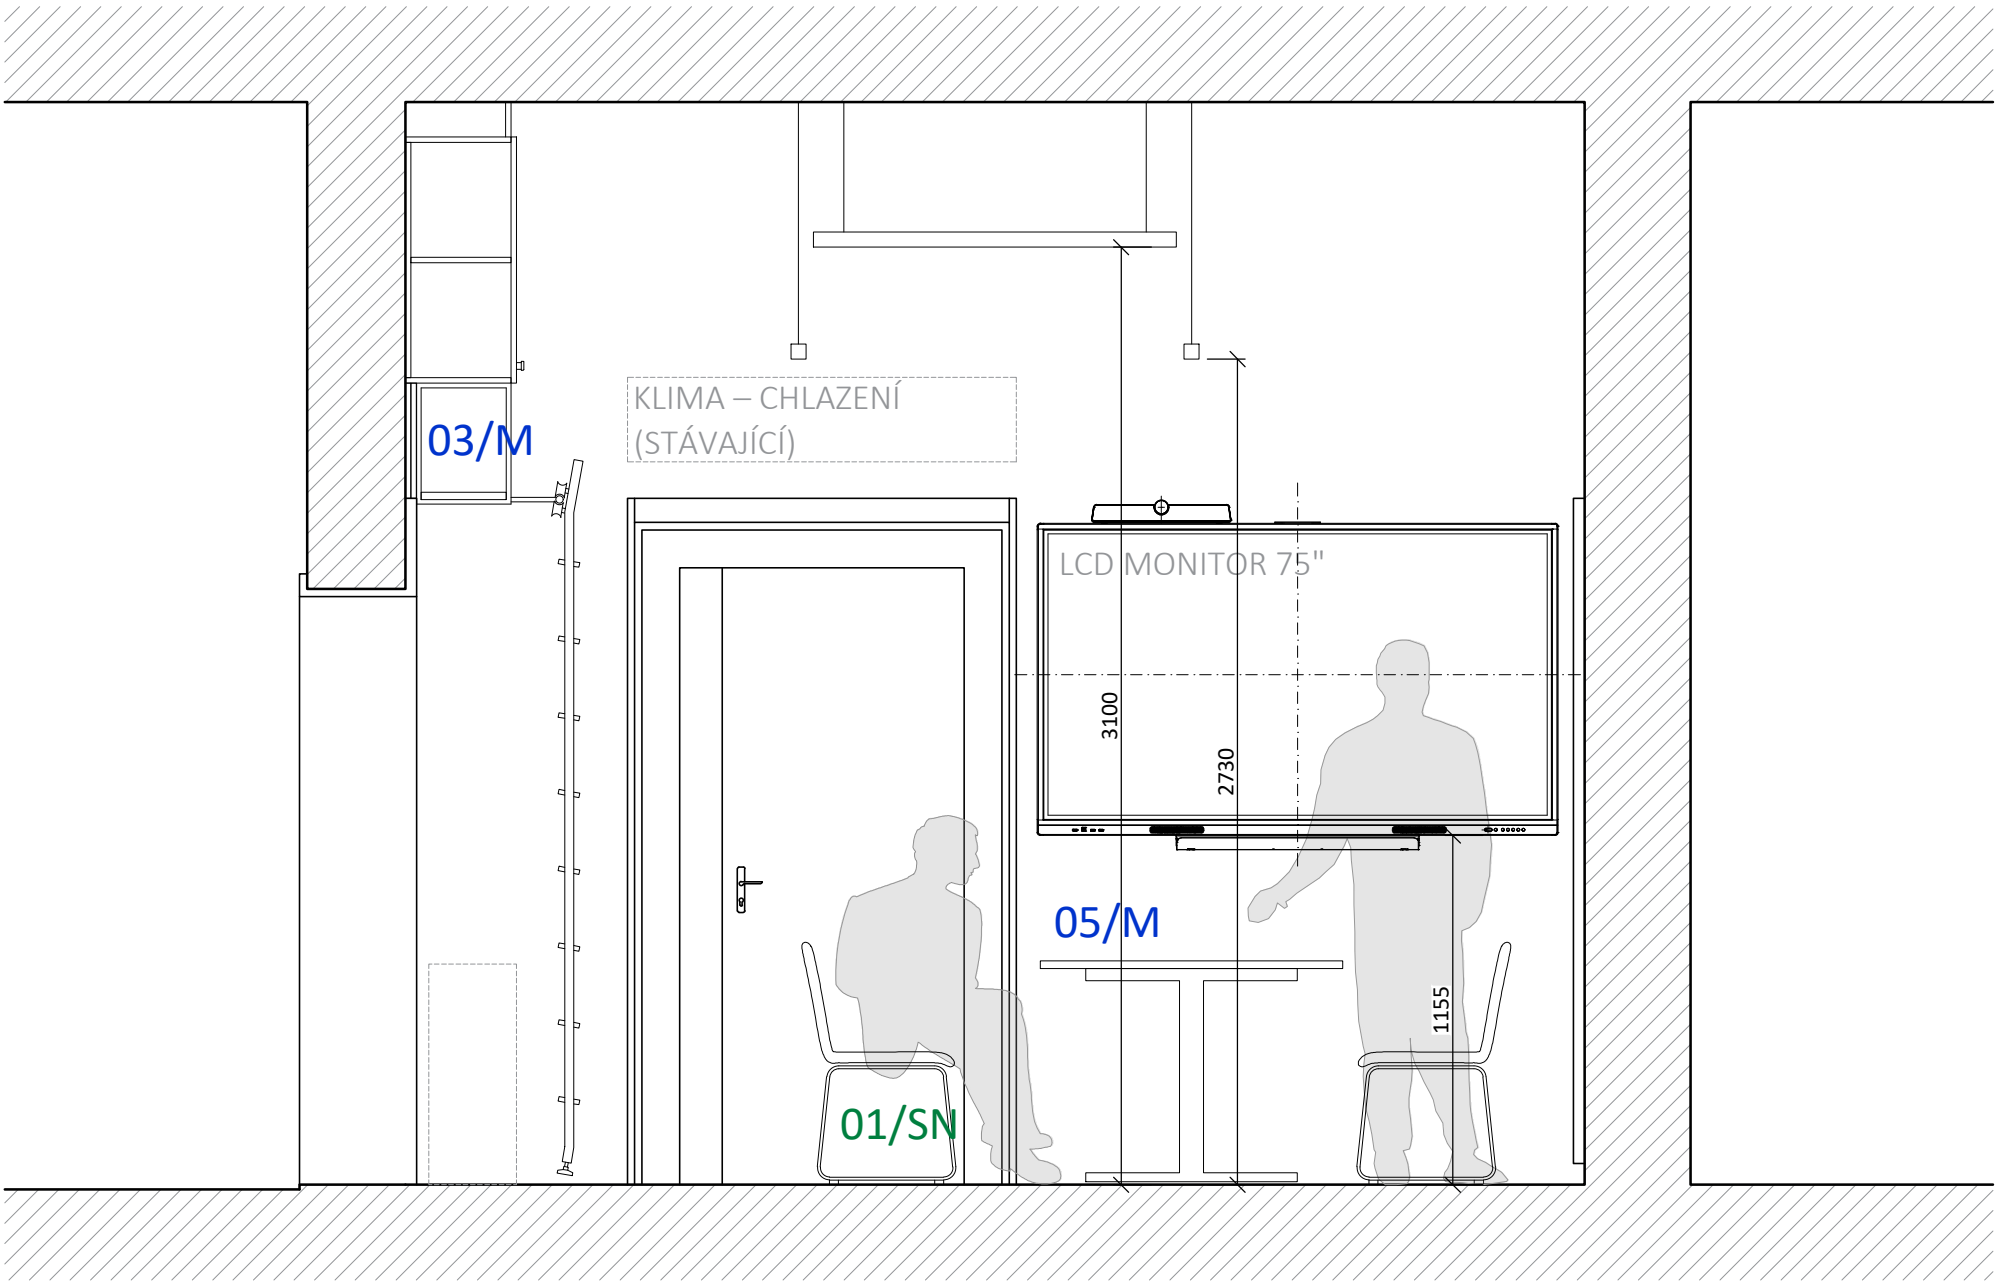 KLIMA – CHLAZENÍ
(STÁVAJÍCÍ)
03/M
LCD MONITOR 75"
3100
2730
05/M
1155
01/SN